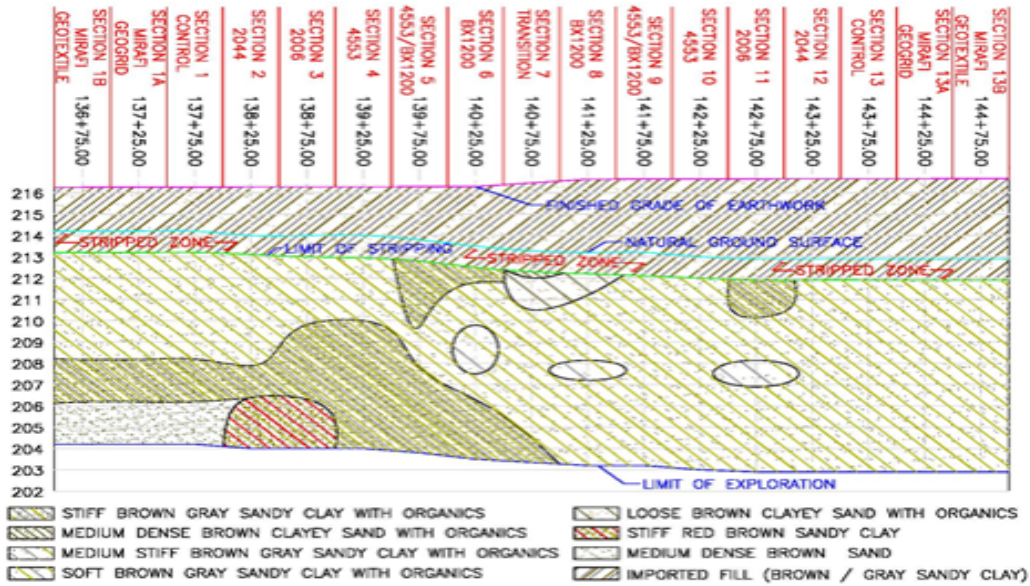 SECTION 1B
MIRAFI
GEOTEXTILE
136+75.00
SECTION 1A
MIRAFI
GEOGRID
137+25.00
SECTION 1
CONTROL
137+75.00
SECTION 2
2044
138+25.00
SECTION 3
2006
138+75.00
SECTION 4
4553
139+25.00
SECTION 5
4553/BX1200
139+75.00
SECTION 6
BX1200
140+25.00
SECTION 7
TRANSITION
140+75.00
SECTION 8
BX1200
141+25.00
SECTION 9
4553/BX1200
141+75.00
SECTION 10
4553
142+25.00
SECTION 11
2006
142+75.00
SECTION 12
2044
143+25.00
SECTION 13
CONTROL
143+75.00
SECTION 13A
MIRAFI
GEOGRID
144+25.00
SECTION 13B
MIRAFI
GEOTEXTILE
144+75.00
216
215
214
213
212
211
210
209
208
207
206
205
204
203
202
FINISHED GRADE OF EARTHWORK
STRIPPED ZONE
LIMIT OF STRIPPING
NATURAL GROUND SURFACE
STRIPPED ZONE
STRIPPED ZONE
LIMIT OF EXPLORATION
STIFF BROWN GRAY SANDY CLAY WITH ORGANICS
MEDIUM DENSE BROWN CLAYEY SAND WITH ORGANICS
MEDIUM STIFF BROWN GRAY SANDY CLAY WITH ORGANICS
SOFT BROWN GRAY SANDY CLAY WITH ORGANICS
LOOSE BROWN CLAYEY SAND WITH ORGANICS
STIFF RED BROWN SANDY CLAY
MEDIUM DENSE BROWN SAND
IMPORTED FILL (BROWN / GRAY SANDY CLAY)